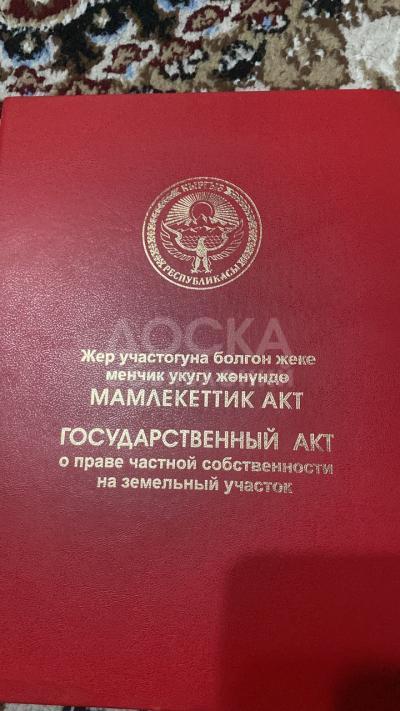 КЫРГЫЗ
РЕСПУБЛИКАСЫ
ДОСКА
Жер участогуна болгон жеке
менчик укугу жөнүндө
МАМЛЕКЕТТИК АКТ
ГОСУДАРСТВЕННЫЙ АКТ
о праве частной собственности
на земельный участок